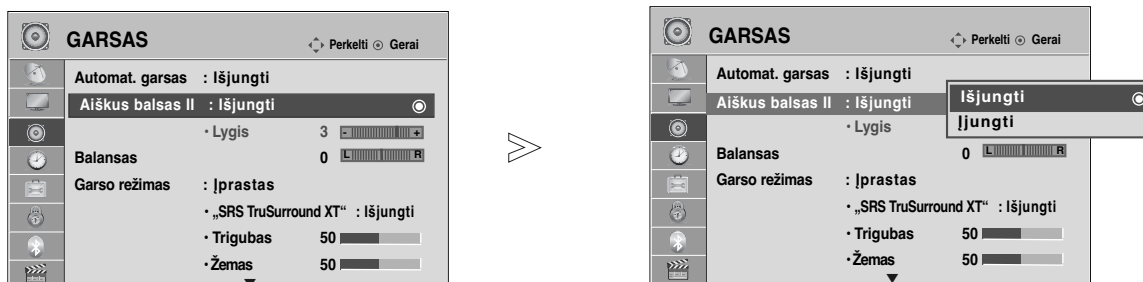 GARSAS
Perkelti Gerai
Automat. garsas : Išjungti
Aiškus balsas II : Išjungti
• Lygis 3 - +
Balansas 0 L R
Garso režimas : Įprastas
• „SRS TruSurround XT“ : Išjungti
• Trigubas 50
• Žemas 50
GARSAS
Perkelti Gerai
Automat. garsas : Išjungti
Aiškus balsas II : Išjungti
Išjungti
Įjungti
• Lygis
Balansas 0 L R
Garso režimas : Įprastas
• „SRS TruSurround XT“ : Išjungti
• Trigubas 50
• Žemas 50